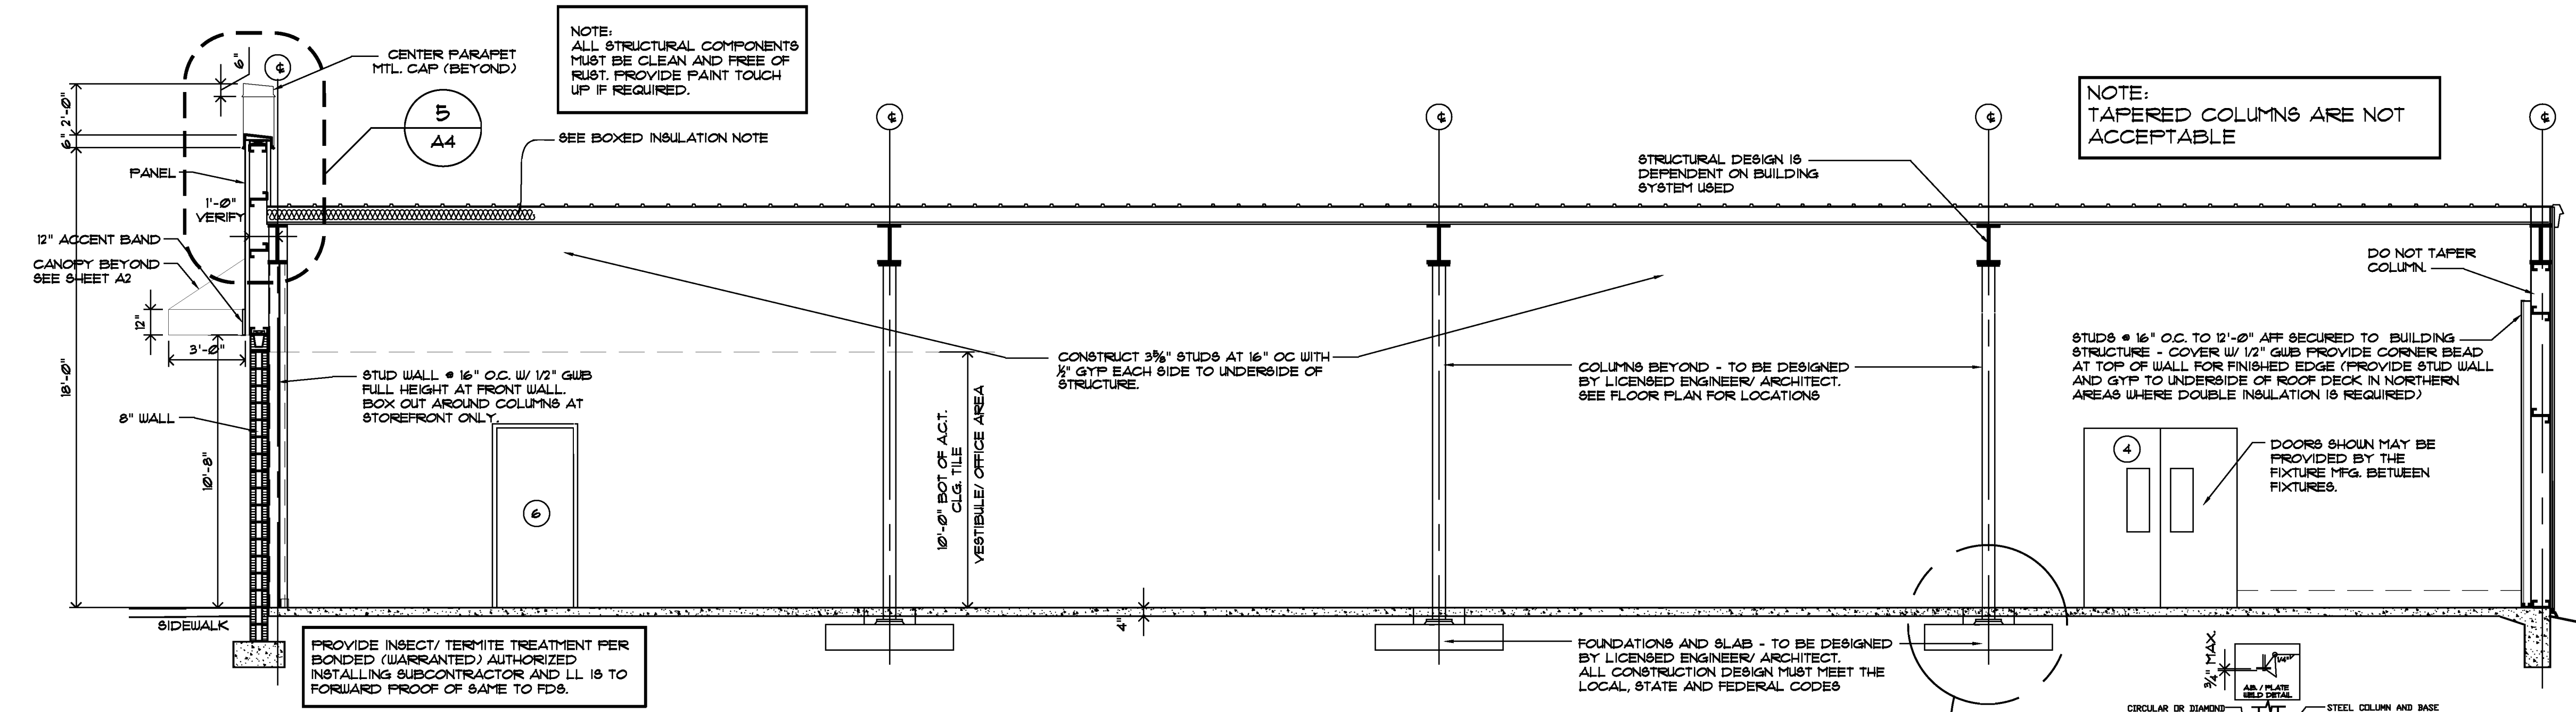 NOTE:
ALL STRUCTURAL COMPONENTS
MUST BE CLEAN AND FREE OF
RUST. PROVIDE PAINT TOUCH
UP IF REQUIRED.
CENTER PARAPET
MTL. CAP (BEYOND)
6"
℄
5
A4
SEE BOXED INSULATION NOTE
℄
℄
℄
℄
NOTE:
TAPERED COLUMNS ARE NOT
ACCEPTABLE
STRUCTURAL DESIGN IS
DEPENDENT ON BUILDING
SYSTEM USED
2'-0"
6"
PANEL
1'-0"
VERIFY
12" ACCENT BAND
CANOPY BEYOND
SEE SHEET A2
12"
3'-0"
18'-0"
8" WALL
10'-8"
SIDEWALK
STUD WALL @ 16" O.C. W/ 1/2" GWB
FULL HEIGHT AT FRONT WALL.
BOX OUT AROUND COLUMNS AT
STOREFRONT ONLY.
6
10'-0" BOT OF A.C.T.
CLG. TILE
VESTIBULE/ OFFICE AREA
CONSTRUCT 3⅝" STUDS AT 16" OC WITH
½" GYP EACH SIDE TO UNDERSIDE OF
STRUCTURE.
COLUMNS BEYOND - TO BE DESIGNED
BY LICENSED ENGINEER/ ARCHITECT.
SEE FLOOR PLAN FOR LOCATIONS
DO NOT TAPER
COLUMN.
STUDS @ 16" O.C. TO 12'-0" AFF SECURED TO BUILDING
STRUCTURE - COVER W/ 1/2" GWB PROVIDE CORNER BEAD
AT TOP OF WALL FOR FINISHED EDGE (PROVIDE STUD WALL
AND GYP TO UNDERSIDE OF ROOF DECK IN NORTHERN
AREAS WHERE DOUBLE INSULATION IS REQUIRED)
4
DOORS SHOWN MAY BE
PROVIDED BY THE
FIXTURE MFG. BETWEEN
FIXTURES.
4"
PROVIDE INSECT/ TERMITE TREATMENT PER
BONDED (WARRANTED) AUTHORIZED
INSTALLING SUBCONTRACTOR AND LL IS TO
FORWARD PROOF OF SAME TO FDS.
FOUNDATIONS AND SLAB - TO BE DESIGNED
BY LICENSED ENGINEER/ ARCHITECT.
ALL CONSTRUCTION DESIGN MUST MEET THE
LOCAL, STATE AND FEDERAL CODES
3/4" MAX.
A.B. / PLATE
WELD DETAIL
CIRCULAR OR DIAMOND
STEEL COLUMN AND BASE